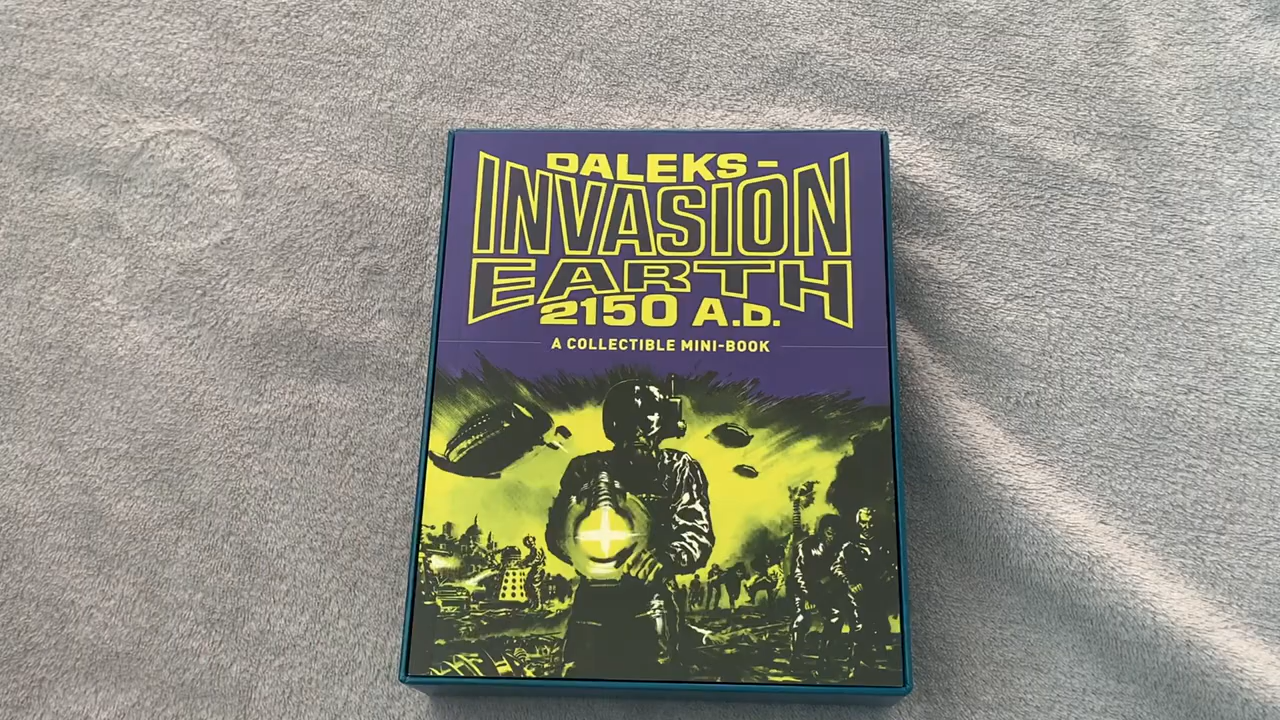 DALEKS –
INVASION
EARTH
2150 A.D.
A COLLECTIBLE MINI-BOOK